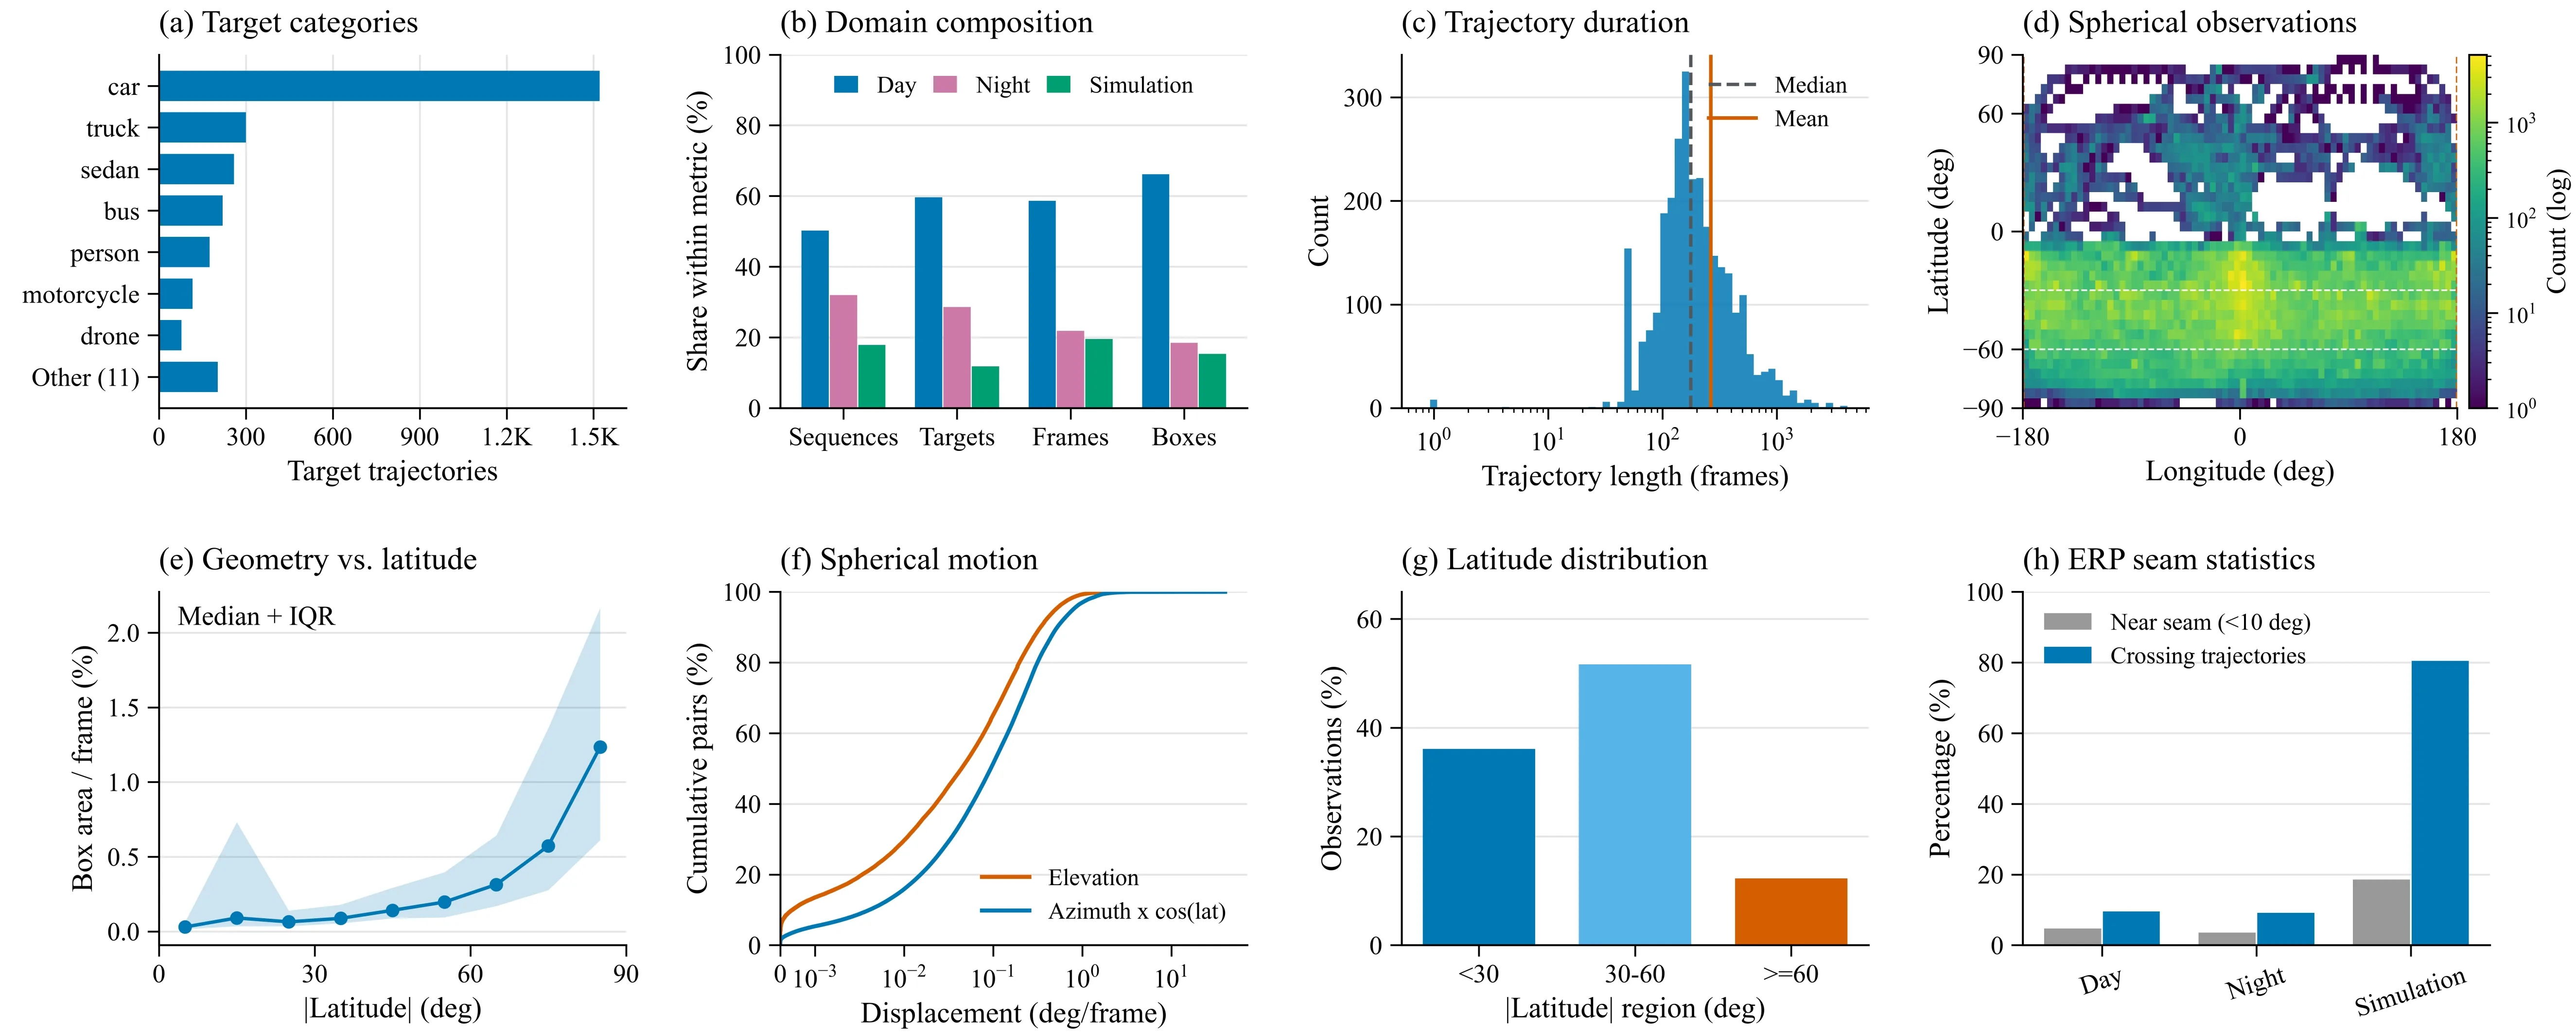 (a) Target categories
car
truck
sedan
bus
person
motorcycle
drone
Other (11)
0 300 600 900 1.2K 1.5K
Target trajectories
(b) Domain composition
Share within metric (%)
100
80
60
40
20
0
Day Night Simulation
Sequences Targets Frames Boxes
(c) Trajectory duration
Count
300
200
100
0
Median
Mean
10⁰ 10¹ 10² 10³
Trajectory length (frames)
(d) Spherical observations
Latitude (deg)
90
60
0
−60
−90
−180 0 180
Longitude (deg)
10³
10²
10¹
10⁰
Count (log)
(e) Geometry vs. latitude
Median + IQR
Box area / frame (%)
2.0
1.5
1.0
0.5
0.0
0 30 60 90
|Latitude| (deg)
(f) Spherical motion
Cumulative pairs (%)
100
80
60
40
20
0
Elevation
Azimuth x cos(lat)
0 10⁻³ 10⁻² 10⁻¹ 10⁰ 10¹
Displacement (deg/frame)
(g) Latitude distribution
Observations (%)
60
40
20
0
<30 30-60 >=60
|Latitude| region (deg)
(h) ERP seam statistics
Percentage (%)
100
80
60
40
20
0
Near seam (<10 deg)
Crossing trajectories
Day Night Simulation